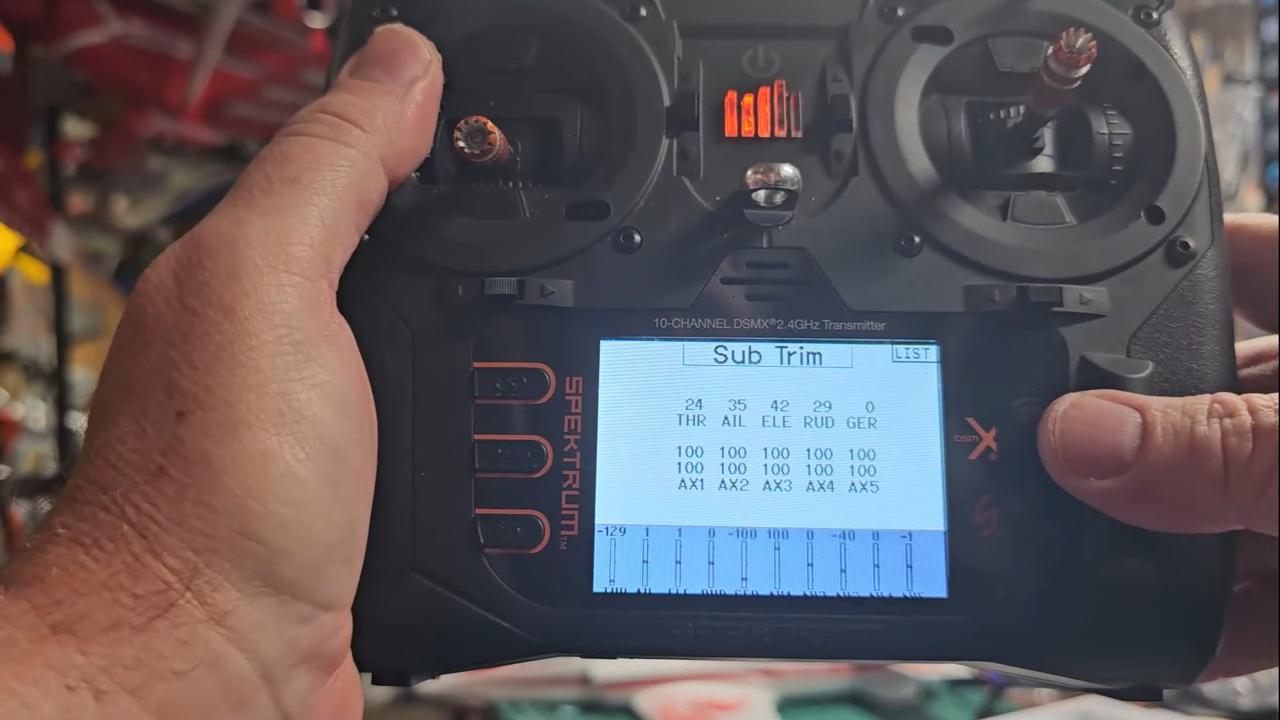 10-CHANNEL DSMX®2.4GHz Transmitter
Sub Trim
LIST
24 35 42 29 0
THR AIL ELE RUD GER
100 100 100 100 100
100 100 100 100 100
AX1 AX2 AX3 AX4 AX5
-129 1 1 0 -100 100 0 -40 0 -1
SPEKTRUM™
DSM X